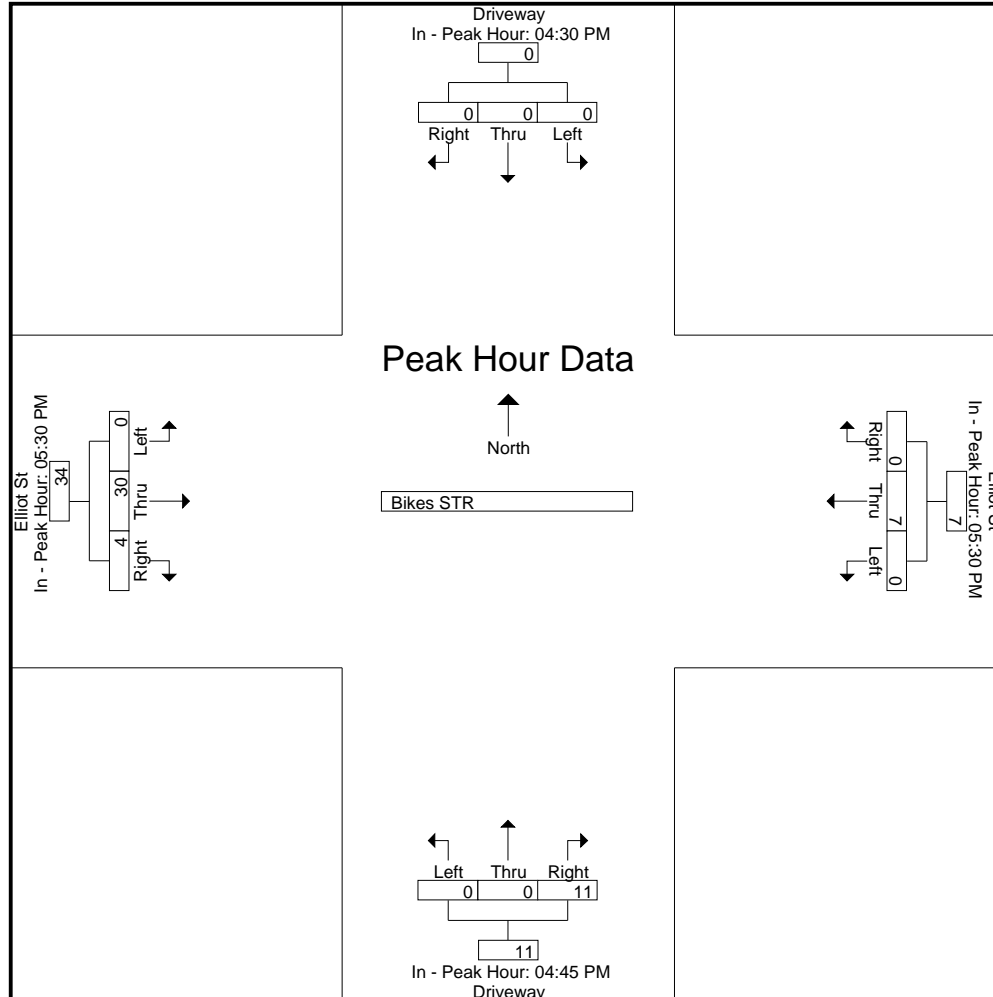 Driveway
In - Peak Hour: 04:30 PM
0
0 0 0
Right Thru Left
Peak Hour Data
North
Bikes STR
Elliot St
In - Peak Hour: 05:30 PM
34
0 30 4
Left Thru Right
Elliot St
In - Peak Hour: 05:30 PM
7
0 7 0
Right Thru Left
Left Thru Right
0 0 11
11
In - Peak Hour: 04:45 PM
Driveway